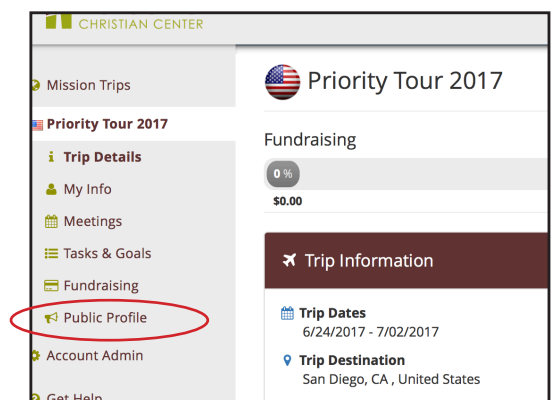 CHRISTIAN CENTER
Mission Trips
Priority Tour 2017
Trip Details
My Info
Meetings
Tasks & Goals
Fundraising
Public Profile
Account Admin
Get Help
Priority Tour 2017
Fundraising
0 %
$0.00
Trip Information
Trip Dates
6/24/2017 - 7/02/2017
Trip Destination
San Diego, CA , United States